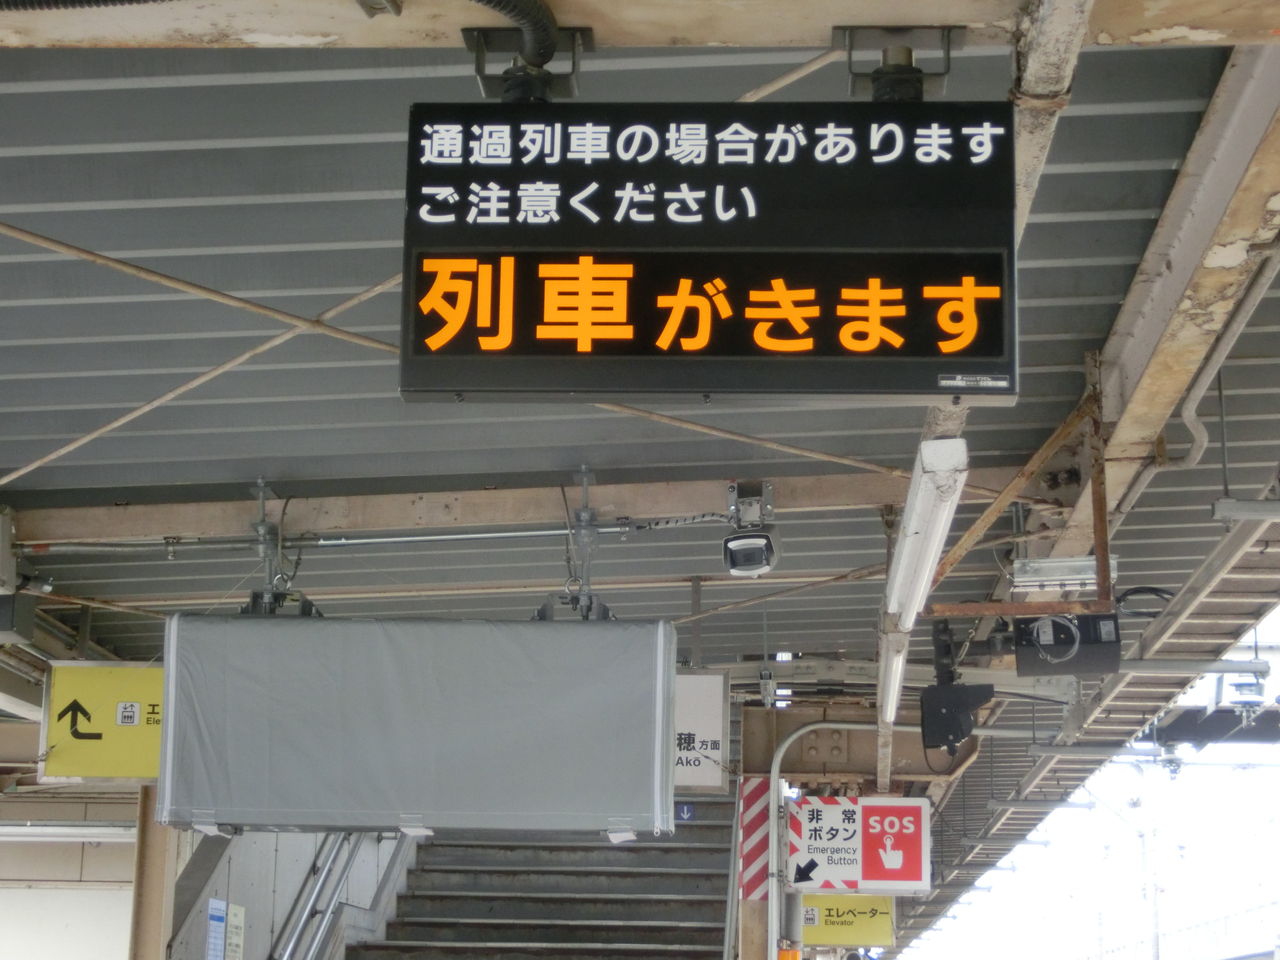 通過列車の場合があります
ご注意ください
列車がきます
穂方面
Akō
非常
ボタン
Emergency
Button
SOS
エレベーター
Elevator